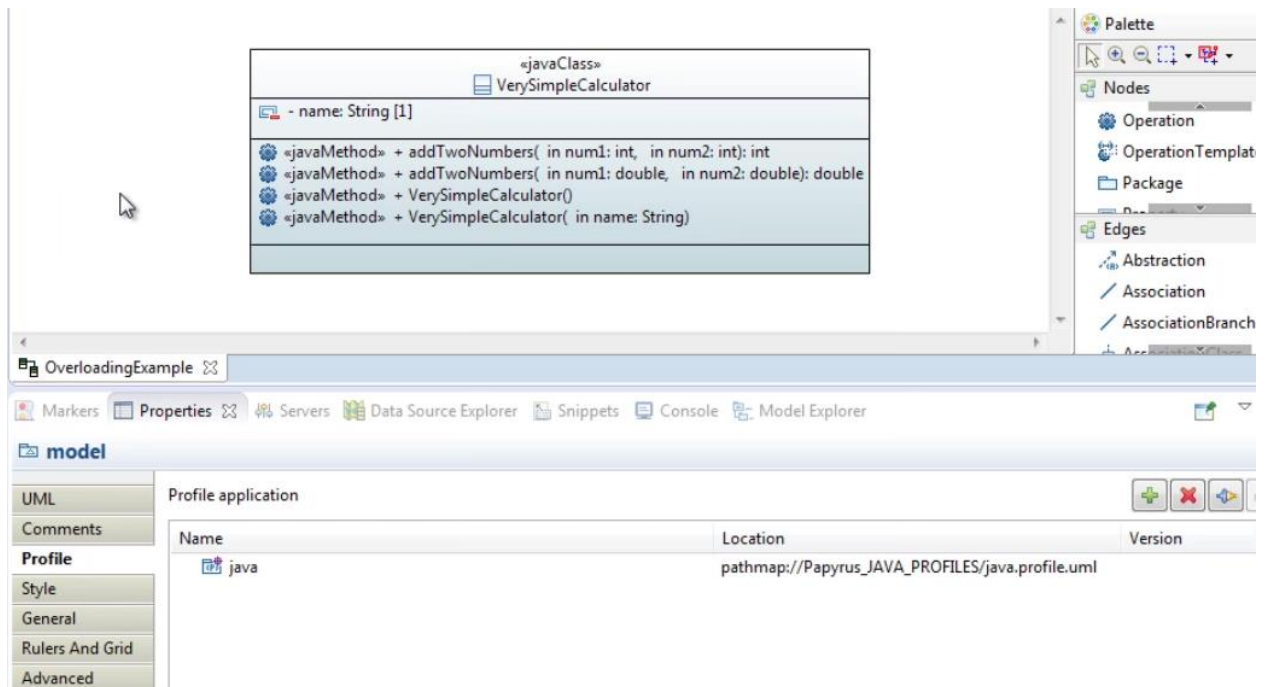 Palette
«javaClass»
VerySimpleCalculator
- name: String [1]
«javaMethod» + addTwoNumbers( in num1: int, in num2: int): int
«javaMethod» + addTwoNumbers( in num1: double, in num2: double): double
«javaMethod» + VerySimpleCalculator()
«javaMethod» + VerySimpleCalculator( in name: String)
Nodes
Operation
OperationTemplat
Package
Edges
Abstraction
Association
AssociationBranch
OverloadingExample
Markers Properties Servers Data Source Explorer Snippets Console Model Explorer
model
UML
Comments
Profile
Style
General
Rulers And Grid
Advanced
Profile application
Name Location Version
java pathmap://Papyrus_JAVA_PROFILES/java.profile.uml